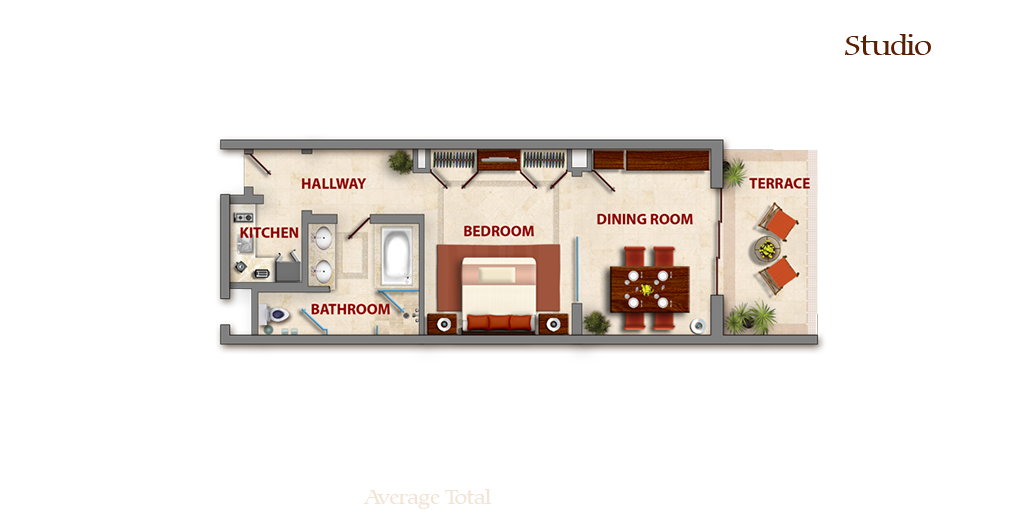 Studio
HALLWAY
TERRACE
DINING ROOM
KITCHEN
BEDROOM
BATHROOM
Average Total